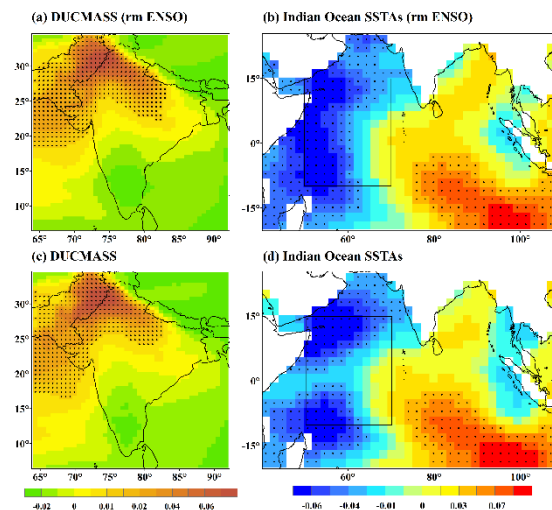 (a) DUCMASS (rm ENSO)
(b) Indian Ocean SSTAs (rm ENSO)
30°
25°
20°
15°
10°
65° 70° 75° 80° 85° 90°
15°
0°
-15°
60° 80° 100°
(c) DUCMASS
(d) Indian Ocean SSTAs
30°
25°
20°
15°
10°
65° 70° 75° 80° 85° 90°
15°
0°
-15°
60° 80° 100°
-0.02 0 0.01 0.02 0.04 0.06
-0.06 -0.04 -0.01 0 0.03 0.07